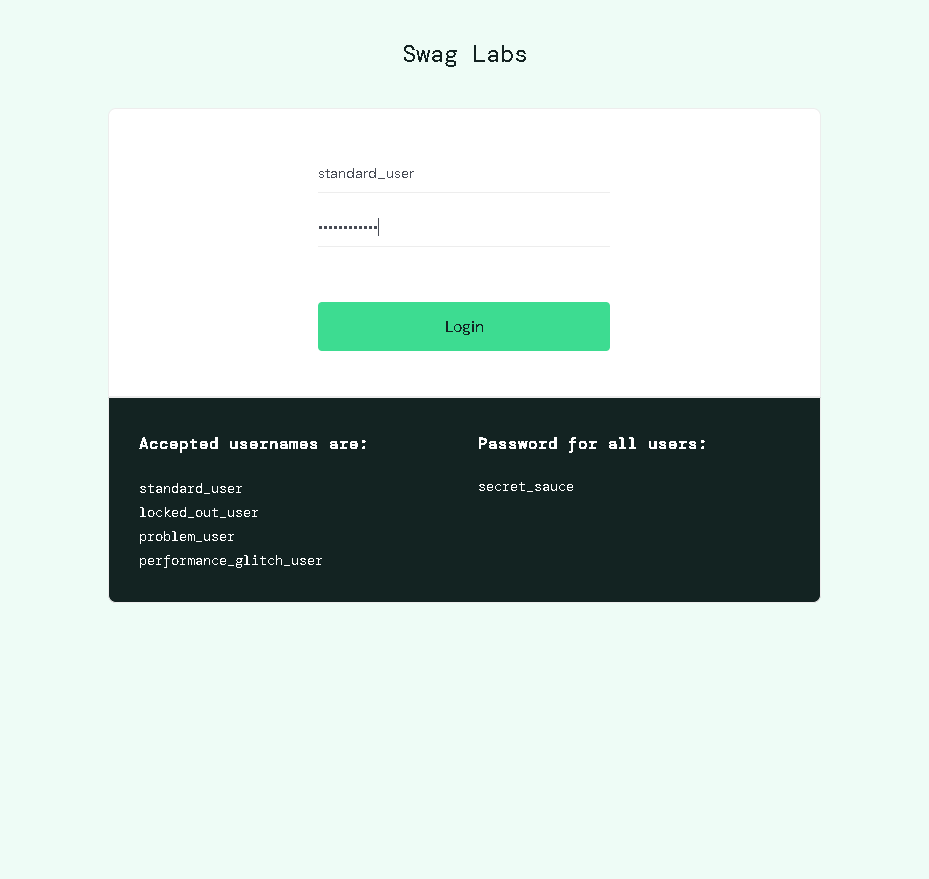 Swag Labs
standard_user
••••••••••••
Login
Accepted usernames are:
standard_user
locked_out_user
problem_user
performance_glitch_user
Password for all users:
secret_sauce